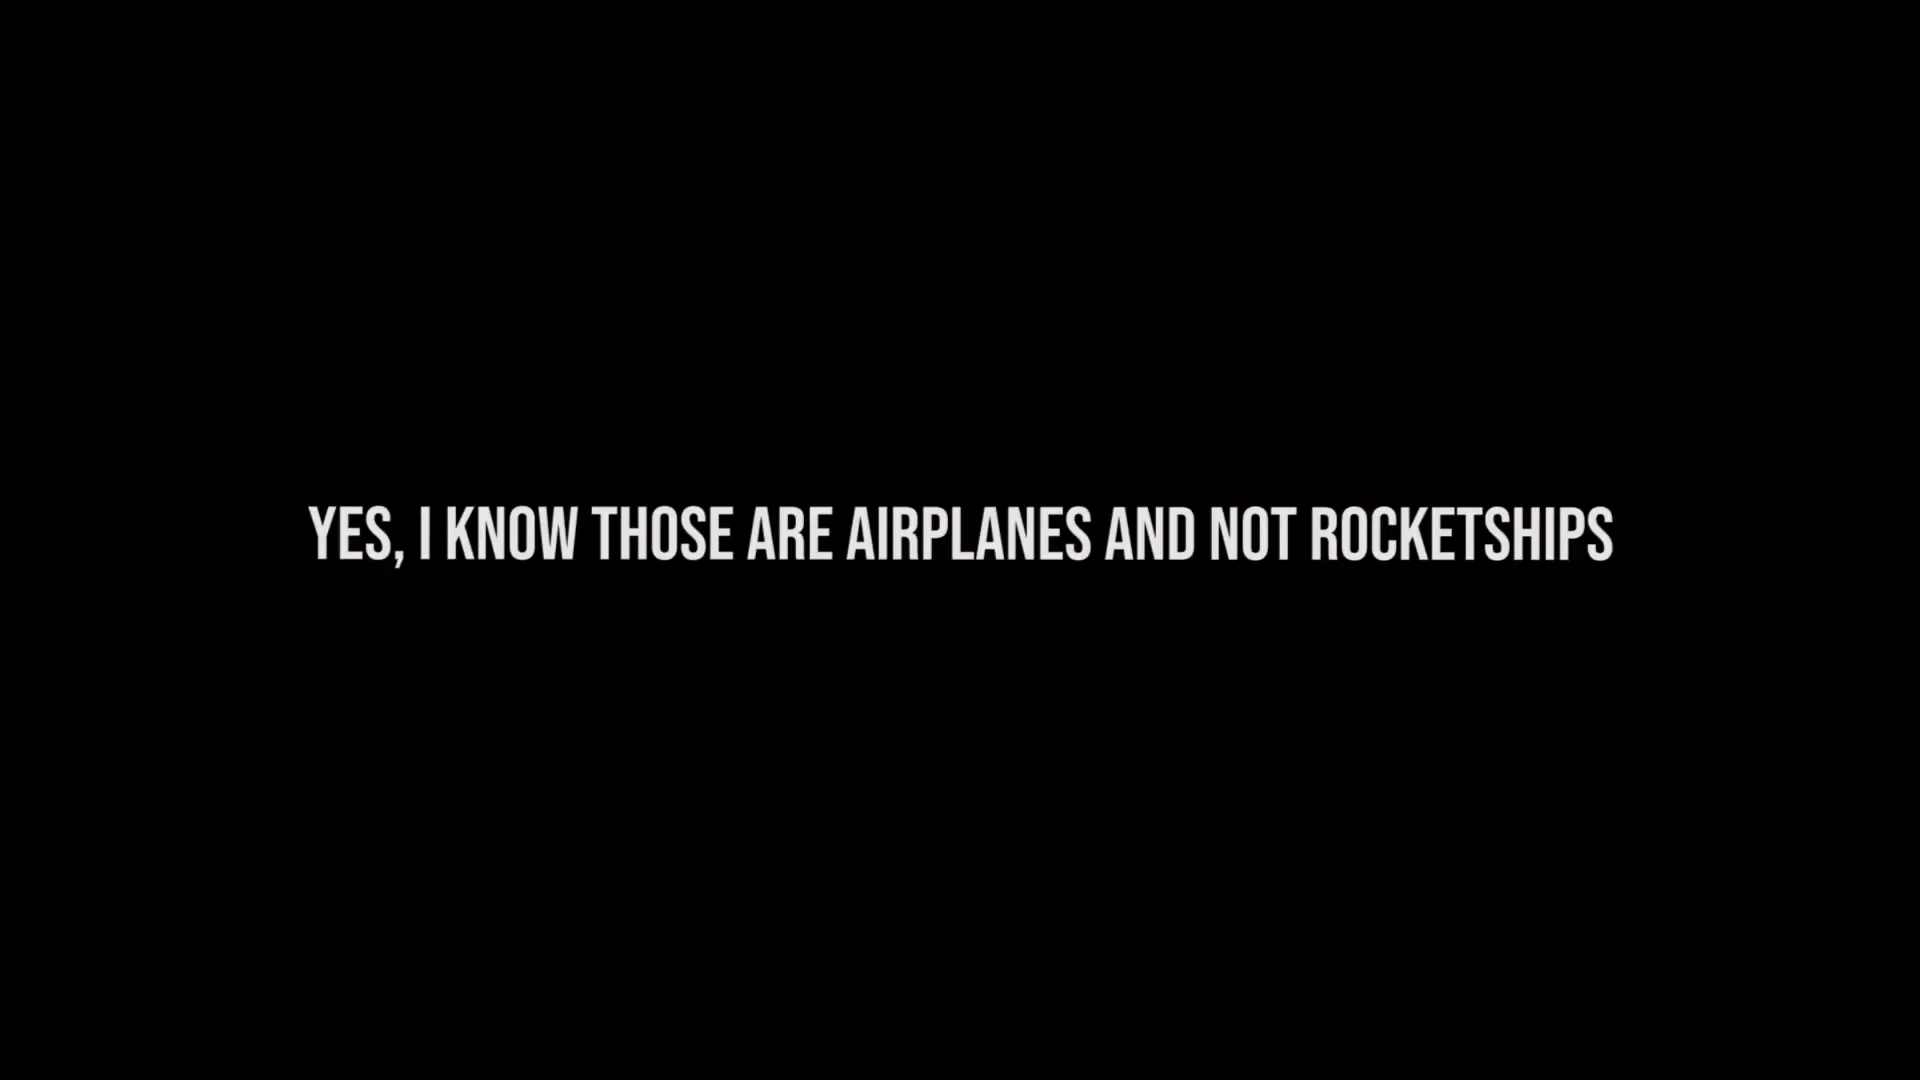 YES, I KNOW THOSE ARE AIRPLANES AND NOT ROCKETSHIPS